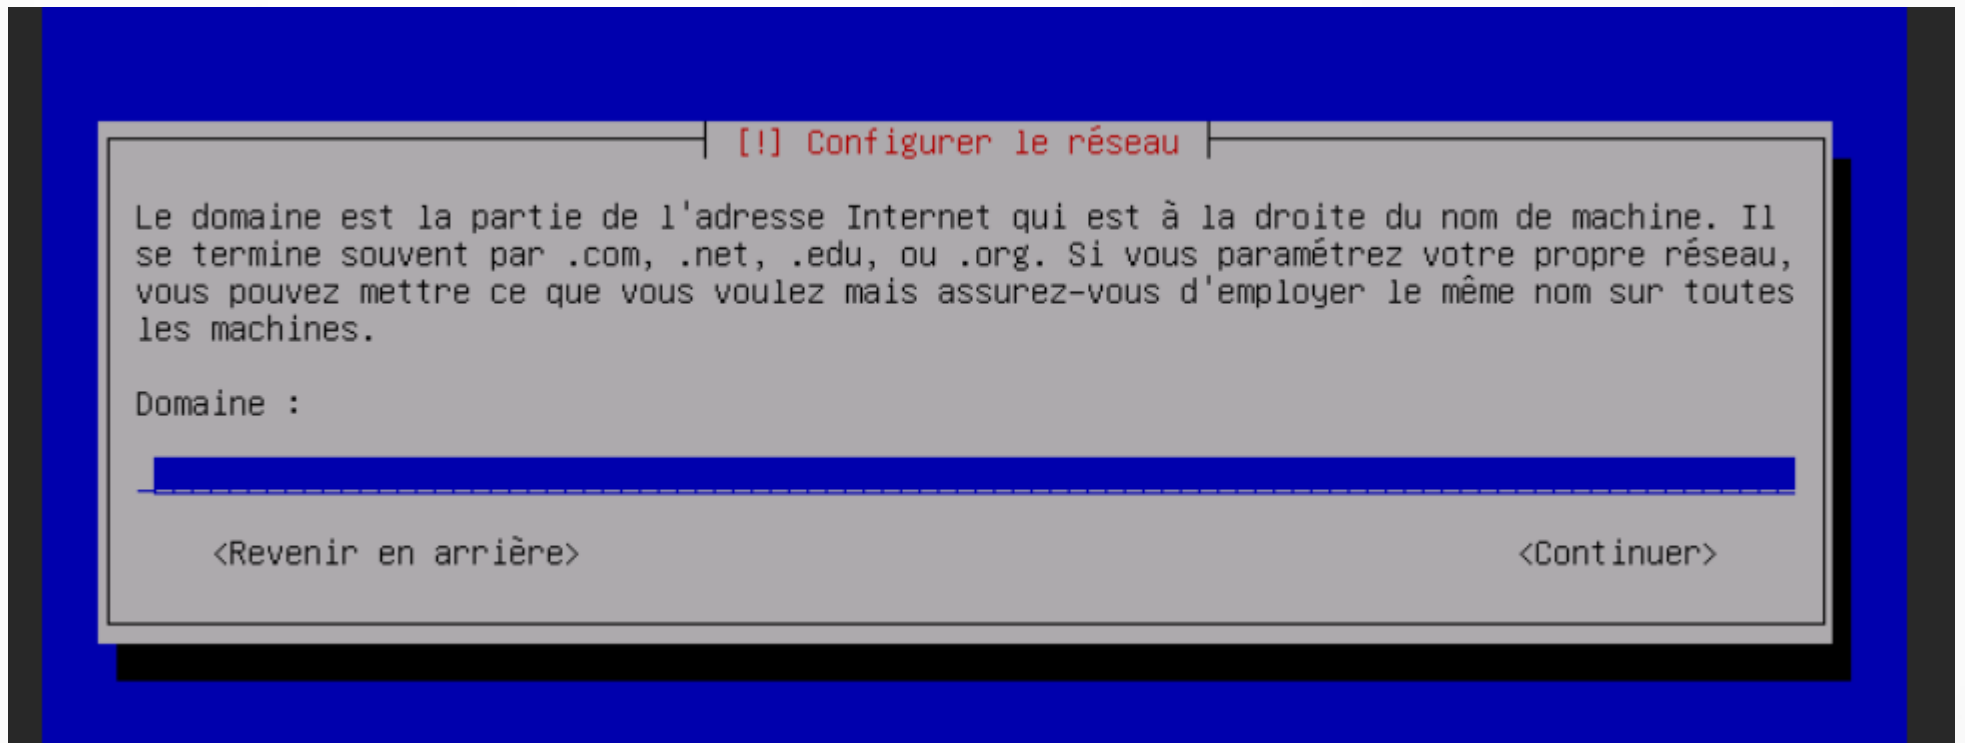 [!] Configurer le réseau
Le domaine est la partie de l'adresse Internet qui est à la droite du nom de machine. Il
se termine souvent par .com, .net, .edu, ou .org. Si vous paramétrez votre propre réseau,
vous pouvez mettre ce que vous voulez mais assurez-vous d'employer le même nom sur toutes
les machines.
Domaine :
<Revenir en arrière> <Continuer>